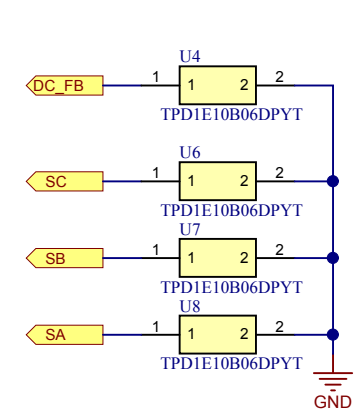 U4
DC_FB 1 1 2 2
TPD1E10B06DPYT
U6
SC 1 1 2 2
TPD1E10B06DPYT
U7
SB 1 1 2 2
TPD1E10B06DPYT
U8
SA 1 1 2 2
TPD1E10B06DPYT
GND